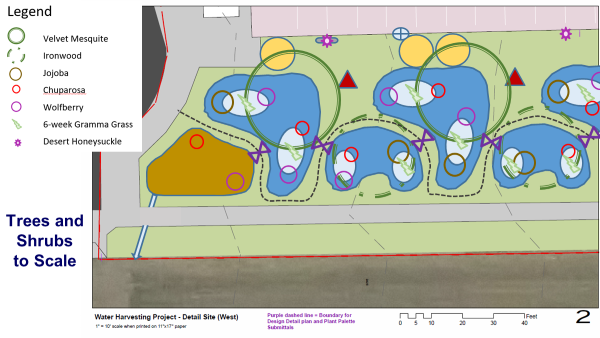 Legend
Velvet Mesquite
Ironwood
Jojoba
Chuparosa
Wolfberry
6-week Gramma Grass
Desert Honeysuckle
Trees and
Shrubs
to Scale
Water Harvesting Project - Detail Site (West)
1" = 10' scale when printed on 11"x17" paper
Purple dashed line = Boundary for
Design Detail plan and Plant Palette
Submittals
0 5 10 20 30 40
Feet
2